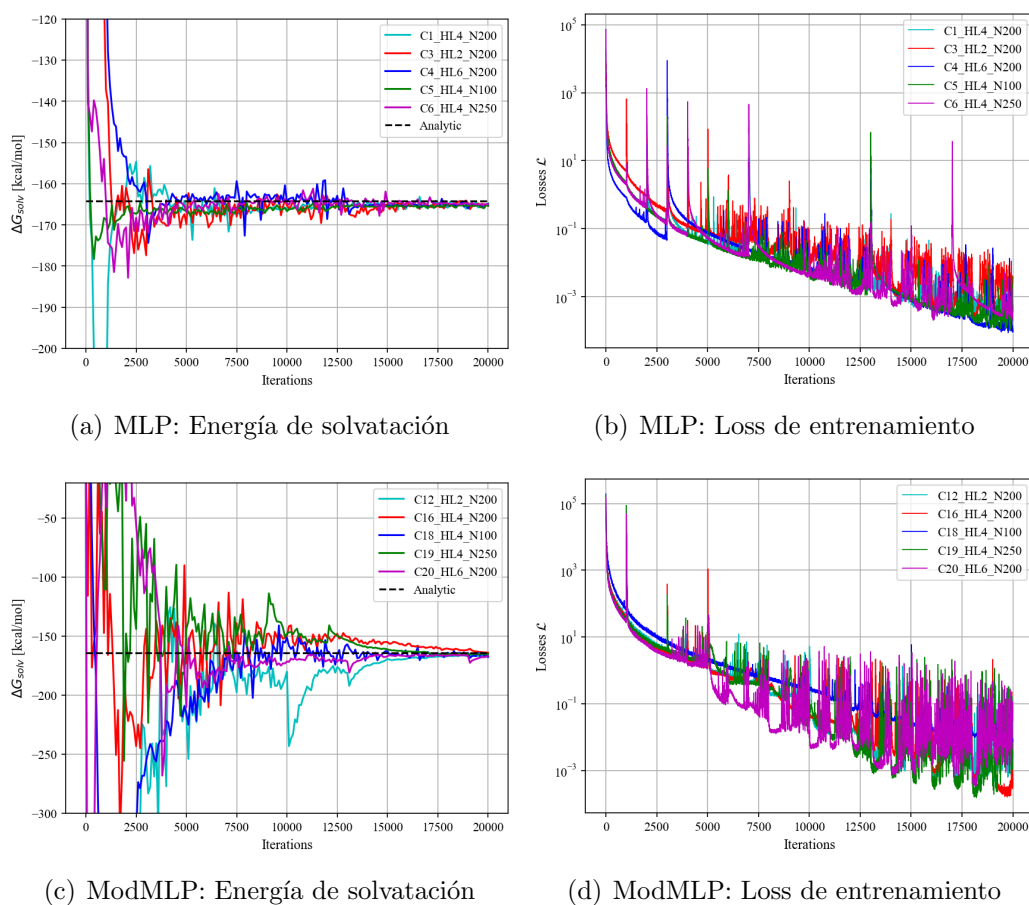 −120
−130
−140
−150
−160
−170
−180
−190
−200
ΔG_solv [kcal/mol]
C1_HL4_N200
C3_HL2_N200
C4_HL6_N200
C5_HL4_N100
C6_HL4_N250
Analytic
0 2500 5000 7500 10000 12500 15000 17500 20000
Iterations
(a) MLP: Energía de solvatación
10^5
10^3
10^1
10^−1
10^−3
Losses ℒ
C1_HL4_N200
C3_HL2_N200
C4_HL6_N200
C5_HL4_N100
C6_HL4_N250
0 2500 5000 7500 10000 12500 15000 17500 20000
Iterations
(b) MLP: Loss de entrenamiento
−50
−100
−150
−200
−250
−300
ΔG_solv [kcal/mol]
C12_HL2_N200
C16_HL4_N200
C18_HL4_N100
C19_HL4_N250
C20_HL6_N200
Analytic
0 2500 5000 7500 10000 12500 15000 17500 20000
Iterations
(c) ModMLP: Energía de solvatación
10^5
10^3
10^1
10^−1
10^−3
Losses ℒ
C12_HL2_N200
C16_HL4_N200
C18_HL4_N100
C19_HL4_N250
C20_HL6_N200
0 2500 5000 7500 10000 12500 15000 17500 20000
Iterations
(d) ModMLP: Loss de entrenamiento